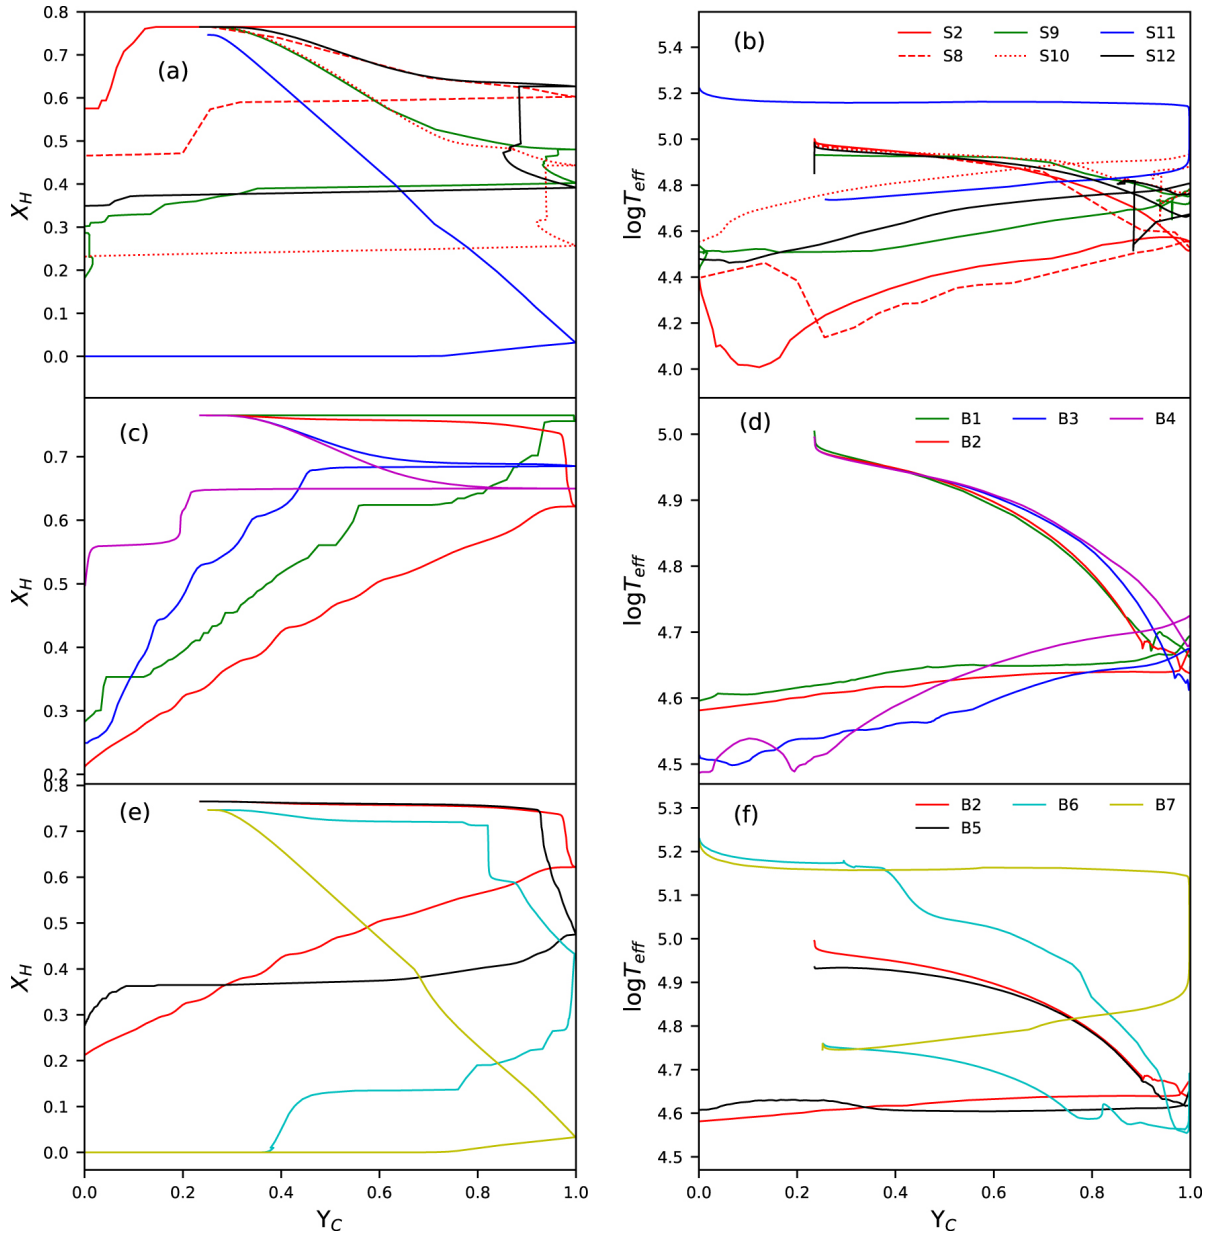 0.8
0.7
0.6
0.5
0.4
0.3
0.2
0.1
0.0
X_H
(a)
5.4
5.2
5.0
4.8
4.6
4.4
4.2
4.0
logT_eff
(b)
S2 S9 S11
S8 S10 S12
0.7
0.6
0.5
0.4
0.3
0.2
X_H
(c)
5.0
4.9
4.8
4.7
4.6
4.5
logT_eff
(d)
B1 B3 B4
B2
0.8
0.7
0.6
0.5
0.4
0.3
0.2
0.1
0.0
X_H
(e)
0.0 0.2 0.4 0.6 0.8 1.0
Y_C
5.3
5.2
5.1
5.0
4.9
4.8
4.7
4.6
4.5
logT_eff
(f)
B2 B6 B7
B5
0.0 0.2 0.4 0.6 0.8 1.0
Y_C